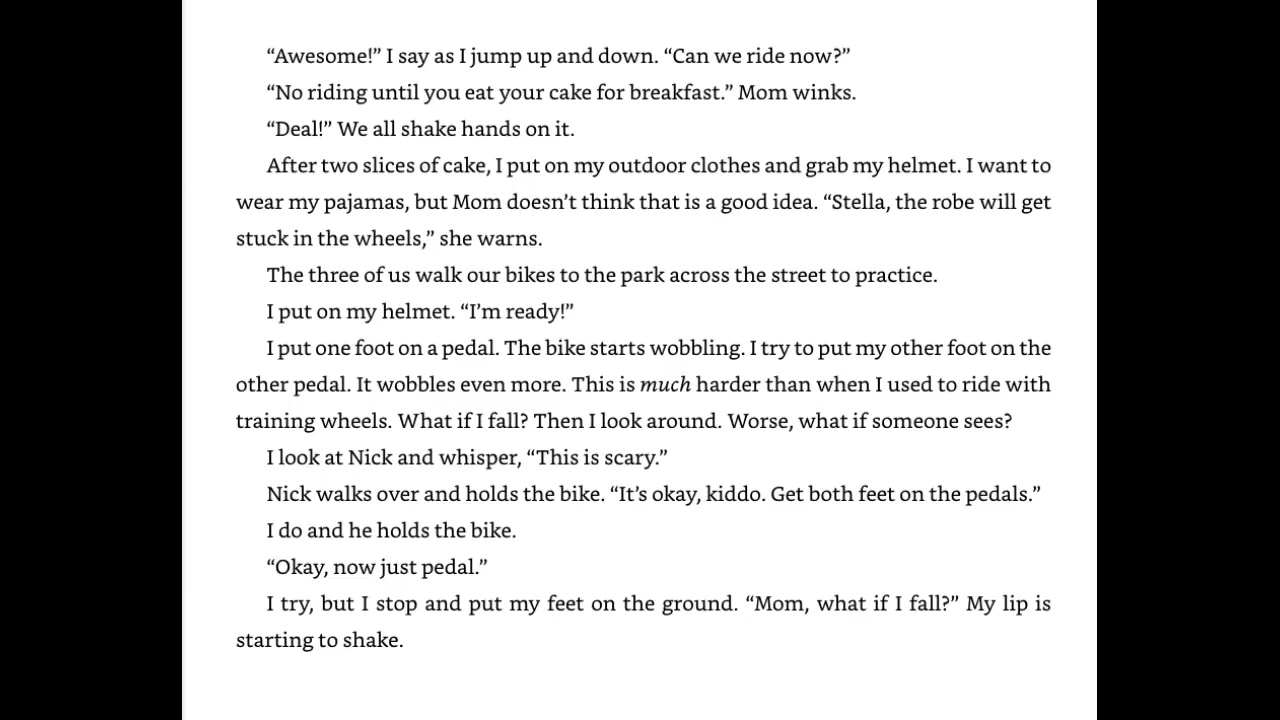 “Awesome!” I say as I jump up and down. “Can we ride now?”
“No riding until you eat your cake for breakfast.” Mom winks.
“Deal!” We all shake hands on it.
After two slices of cake, I put on my outdoor clothes and grab my helmet. I want to
wear my pajamas, but Mom doesn’t think that is a good idea. “Stella, the robe will get
stuck in the wheels,” she warns.
The three of us walk our bikes to the park across the street to practice.
I put on my helmet. “I’m ready!”
I put one foot on a pedal. The bike starts wobbling. I try to put my other foot on the
other pedal. It wobbles even more. This is much harder than when I used to ride with
training wheels. What if I fall? Then I look around. Worse, what if someone sees?
I look at Nick and whisper, “This is scary.”
Nick walks over and holds the bike. “It’s okay, kiddo. Get both feet on the pedals.”
I do and he holds the bike.
“Okay, now just pedal.”
I try, but I stop and put my feet on the ground. “Mom, what if I fall?” My lip is
starting to shake.